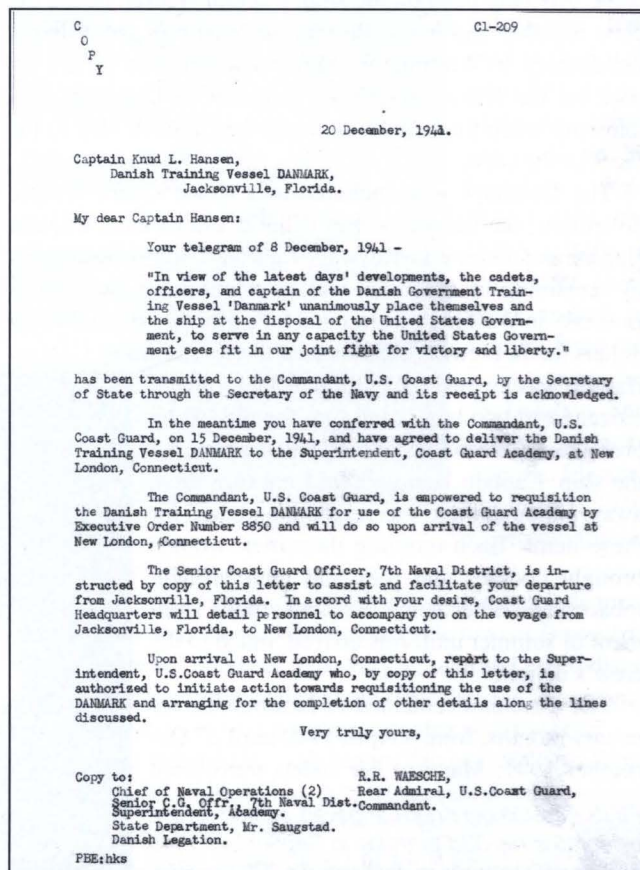 C
O
P
Y
C1-209
20 December, 1941.
Captain Knud L. Hansen,
Danish Training Vessel DANMARK,
Jacksonville, Florida.
My dear Captain Hansen:
Your telegram of 8 December, 1941 -
"In view of the latest days' developments, the cadets,
officers, and captain of the Danish Government Train-
ing Vessel 'Danmark' unanimously place themselves and
the ship at the disposal of the United States Govern-
ment, to serve in any capacity the United States Govern-
ment sees fit in our joint fight for victory and liberty."
has been transmitted to the Commandant, U.S. Coast Guard, by the Secretary
of State through the Secretary of the Navy and its receipt is acknowledged.
In the meantime you have conferred with the Commandant, U.S.
Coast Guard, on 15 December, 1941, and have agreed to deliver the Danish
Training Vessel DANMARK to the Superintendent, Coast Guard Academy, at New
London, Connecticut.
The Commandant, U.S. Coast Guard, is empowered to requisition
the Danish Training Vessel DANMARK for use of the Coast Guard Academy by
Executive Order Number 8850 and will do so upon arrival of the vessel at
New London, Connecticut.
The Senior Coast Guard Officer, 7th Naval District, is in-
structed by copy of this letter to assist and facilitate your departure
from Jacksonville, Florida. In accord with your desire, Coast Guard
Headquarters will detail personnel to accompany you on the voyage from
Jacksonville, Florida, to New London, Connecticut.
Upon arrival at New London, Connecticut, report to the Super-
intendent, U.S.Coast Guard Academy who, by copy of this letter, is
authorized to initiate action towards requisitioning the use of the
DANMARK and arranging for the completion of other details along the lines
discussed.
Very truly yours,
R.R. WAESCHE,
Rear Admiral, U.S.Coast Guard,
Commandant.
Copy to:
Chief of Naval Operations (2)
Senior C.G. Offr., 7th Naval Dist.
Superintendent, Academy.
State Department, Mr. Saugstad.
Danish Legation.
PBE:hks